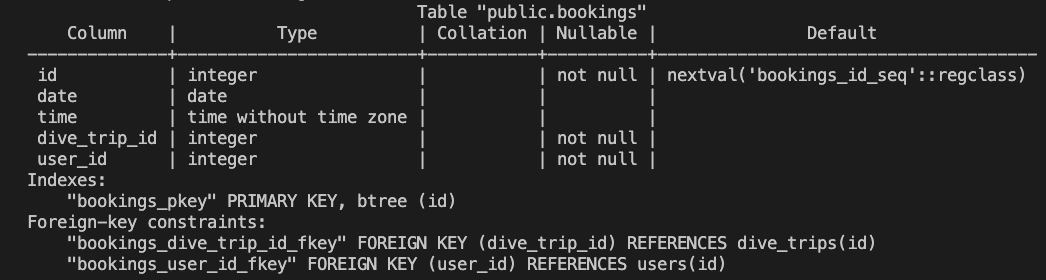 Table "public.bookings"
Column | Type | Collation | Nullable | Default
-------------+------------------------+-----------+----------+--------------------------------------
id | integer | | not null | nextval('bookings_id_seq'::regclass)
date | date | | |
time | time without time zone | | |
dive_trip_id | integer | | not null |
user_id | integer | | not null |
Indexes:
"bookings_pkey" PRIMARY KEY, btree (id)
Foreign-key constraints:
"bookings_dive_trip_id_fkey" FOREIGN KEY (dive_trip_id) REFERENCES dive_trips(id)
"bookings_user_id_fkey" FOREIGN KEY (user_id) REFERENCES users(id)